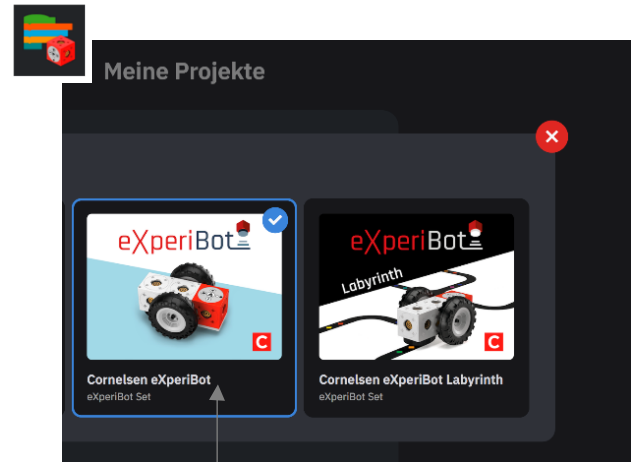 Meine Projekte
eXperiBot
C
Cornelsen eXperiBot
eXperiBot Set
eXperiBot
Labyrinth
C
Cornelsen eXperiBot Labyrinth
eXperiBot Set